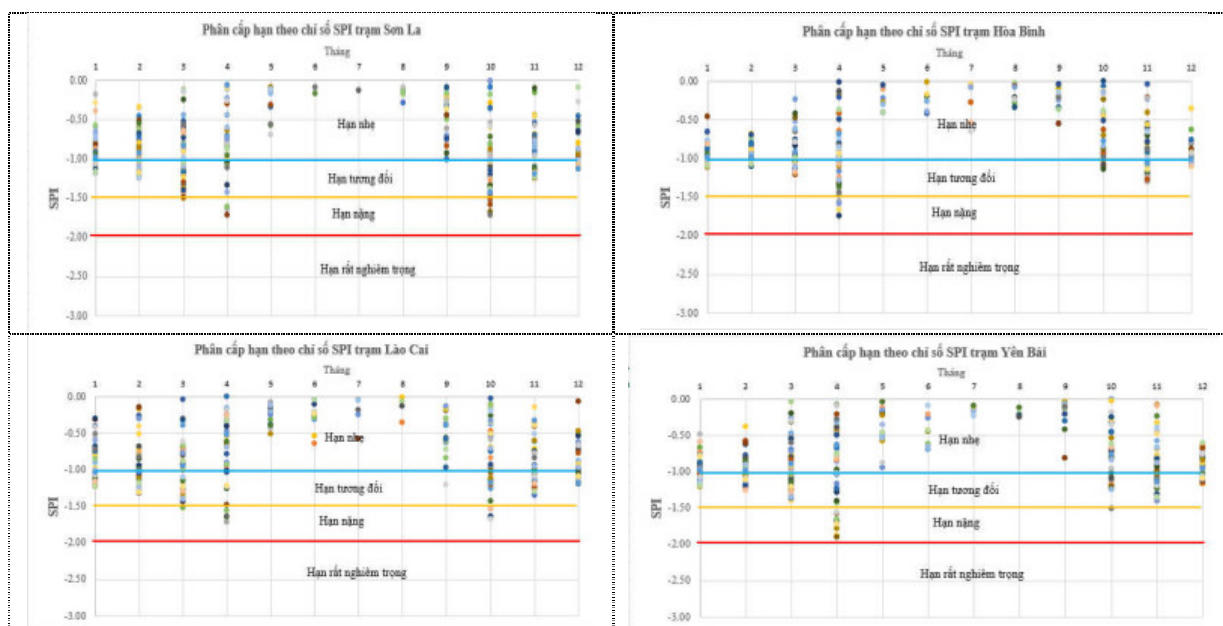 Phân cấp hạn theo chỉ số SPI trạm Sơn La
Tháng
1 2 3 4 5 6 7 8 9 10 11 12
0.00
-0.50
Hạn nhẹ
-1.00
Hạn tương đối
-1.50
SPI
Hạn nặng
-2.00
Hạn rất nghiêm trọng
-2.50
-3.00
Phân cấp hạn theo chỉ số SPI trạm Hòa Bình
Tháng
1 2 3 4 5 6 7 8 9 10 11 12
0.00
-0.50
Hạn nhẹ
-1.00
Hạn tương đối
-1.50
SPI
Hạn nặng
-2.00
Hạn rất nghiêm trọng
-2.50
-3.00
Phân cấp hạn theo chỉ số SPI trạm Lào Cai
Tháng
1 2 3 4 5 6 7 8 9 10 11 12
0.00
-0.50
Hạn nhẹ
-1.00
Hạn tương đối
-1.50
SPI
Hạn nặng
-2.00
Hạn rất nghiêm trọng
-2.50
-3.00
Phân cấp hạn theo chỉ số SPI trạm Yên Bái
Tháng
1 2 3 4 5 6 7 8 9 10 11 12
0.00
-0.50
Hạn nhẹ
-1.00
Hạn tương đối
-1.50
SPI
Hạn nặng
-2.00
Hạn rất nghiêm trọng
-2.50
-3.00